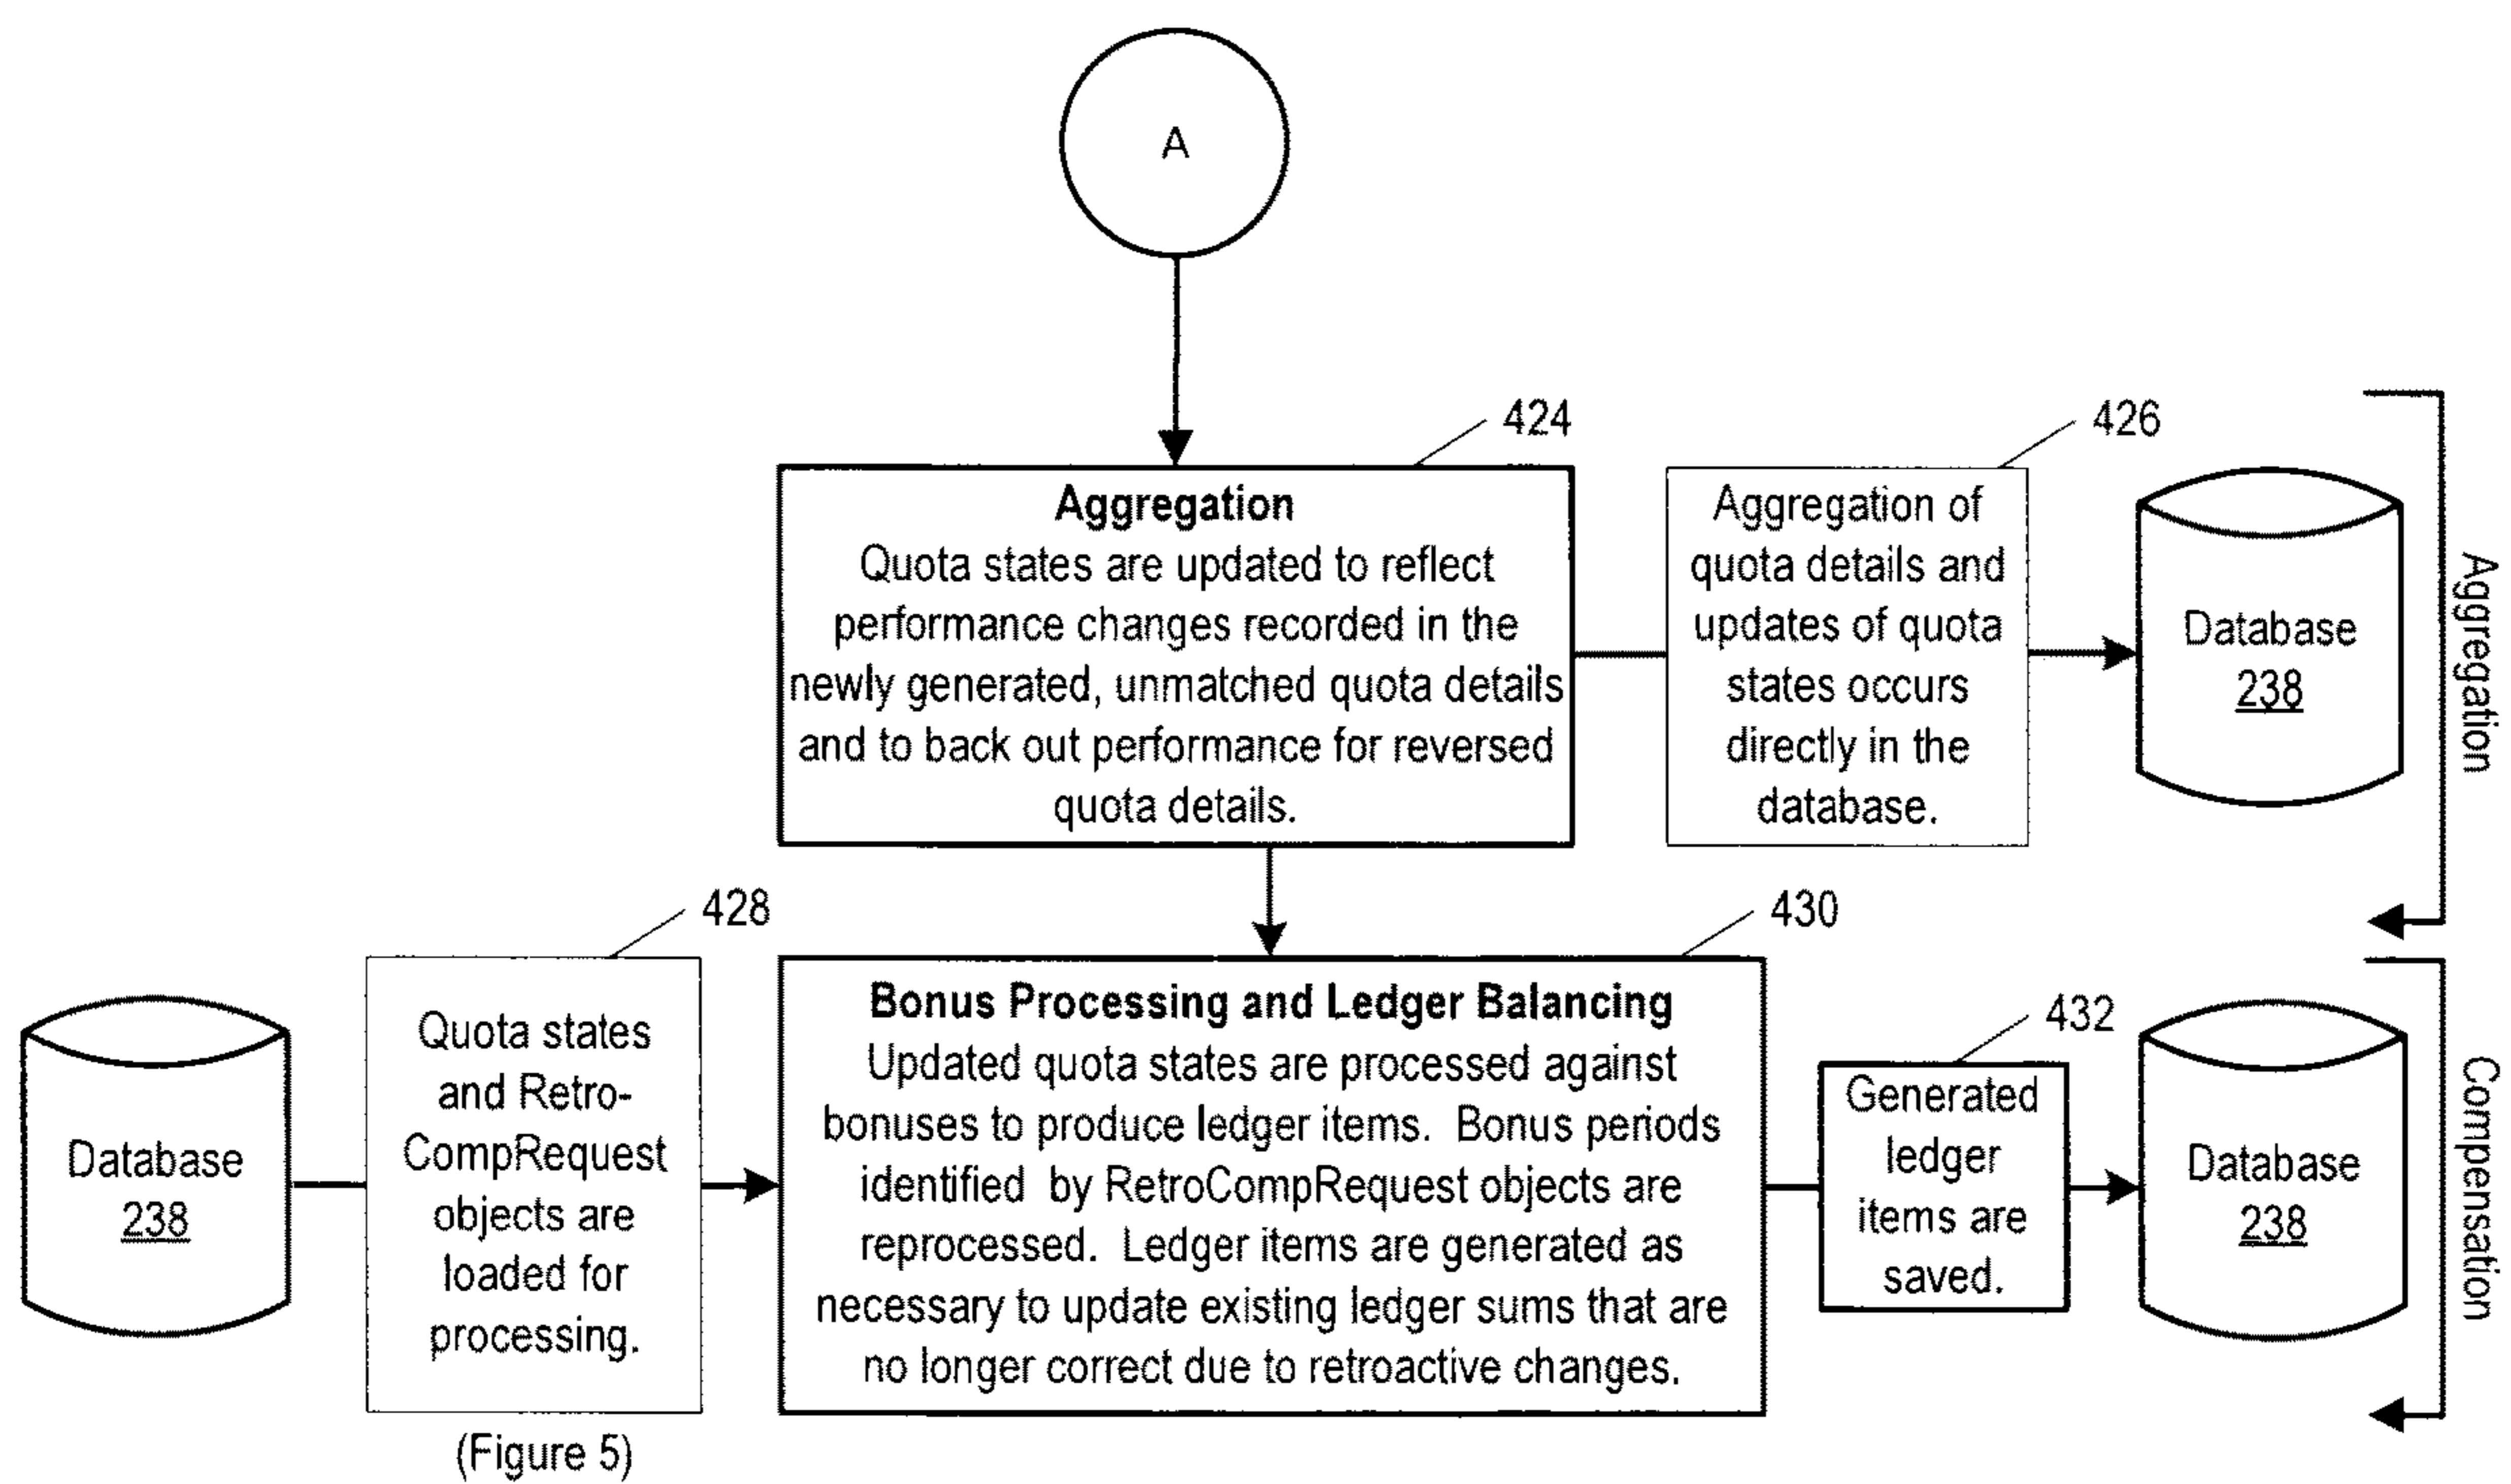 A
424
Aggregation
Quota states are updated to reflect
performance changes recorded in the
newly generated, unmatched quota details
and to back out performance for reversed
quota details.
426
Aggregation of
quota details and
updates of quota
states occurs
directly in the
database.
Database
238
Aggregation
Database
238
428
Quota states
and Retro-
CompRequest
objects are
loaded for
processing.
(Figure 5)
430
Bonus Processing and Ledger Balancing
Updated quota states are processed against
bonuses to produce ledger items. Bonus periods
identified by RetroCompRequest objects are
reprocessed. Ledger items are generated as
necessary to update existing ledger sums that are
no longer correct due to retroactive changes.
432
Generated
ledger
items are
saved.
Database
238
Compensation